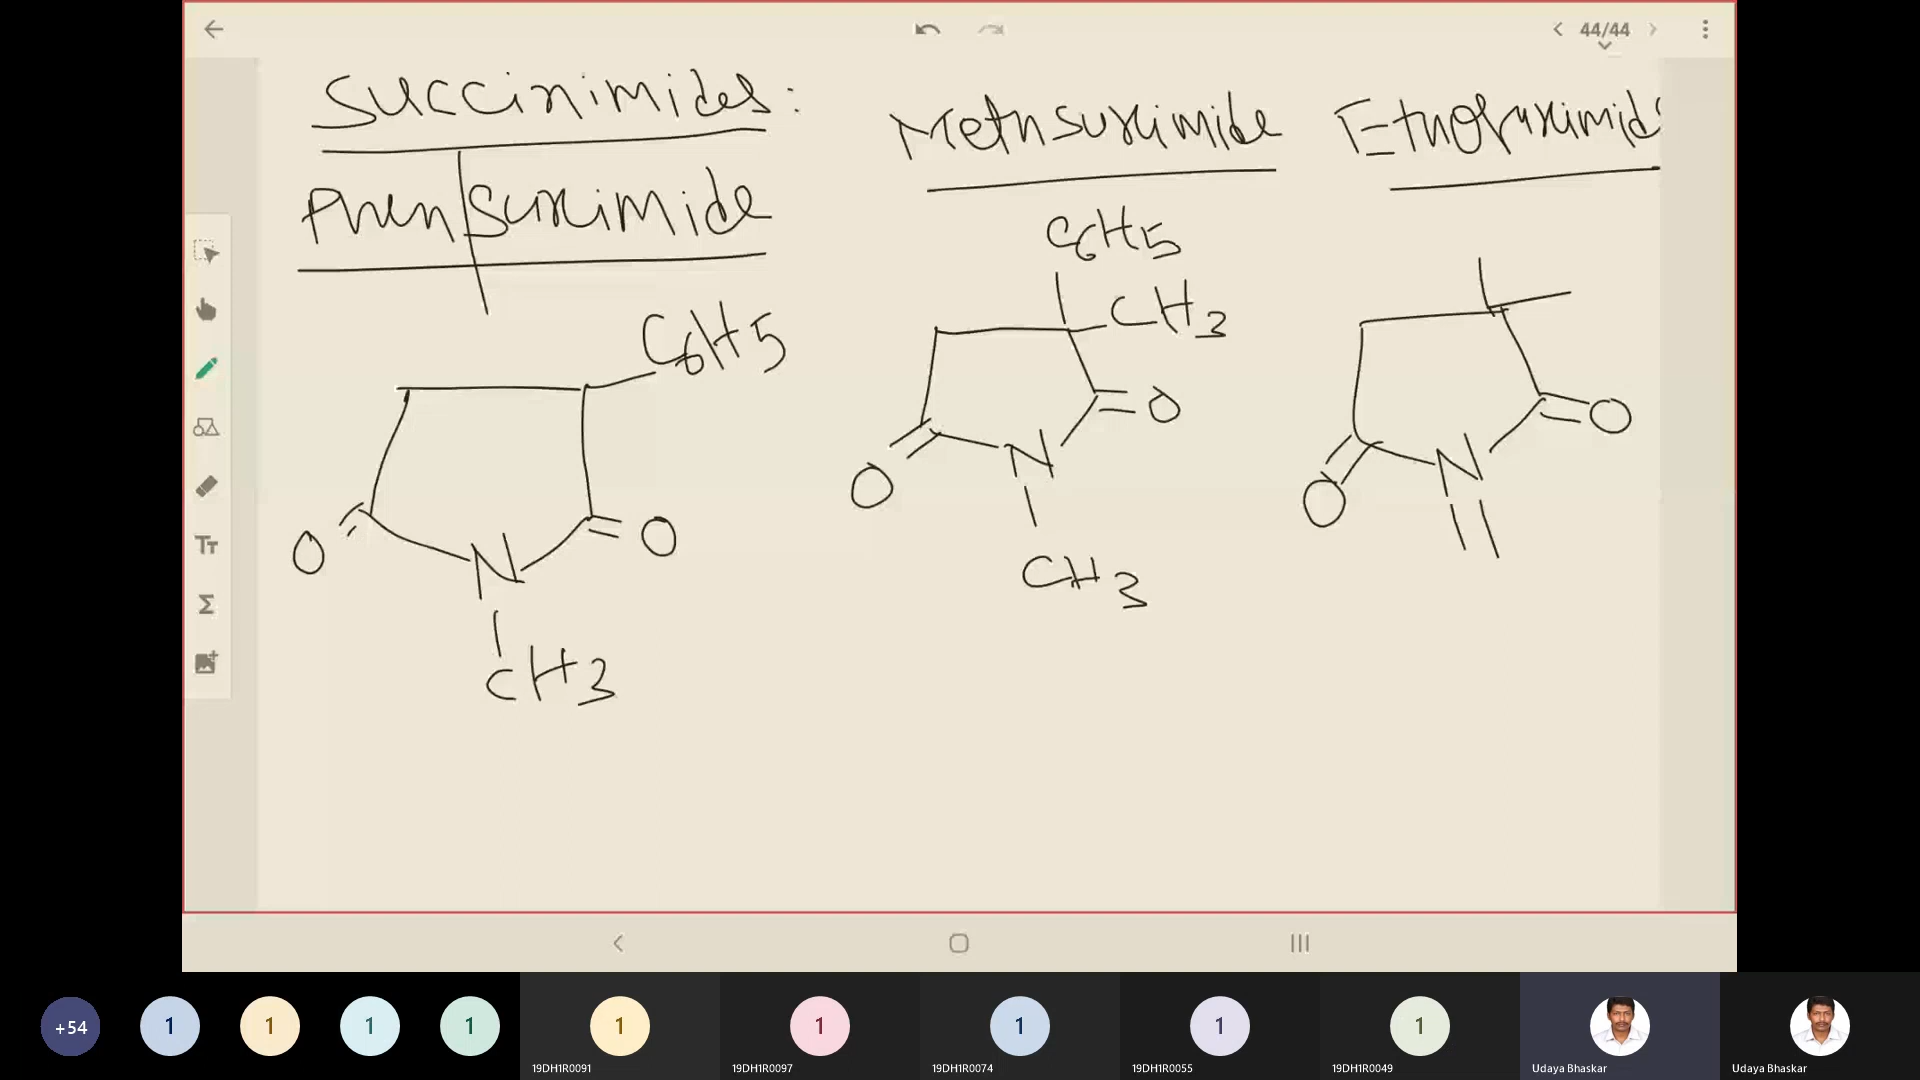 44/44
Succinimides:
Phensuximide
Methsuximide
Ethosuximide
C6H5
O
N
O
CH3
C6H5
CH3
O
N
O
CH3
O
N
O
Tt
Σ
+54
1
1
1
1
1
1
1
1
1
19DH1R0091
19DH1R0097
19DH1R0074
19DH1R0055
19DH1R0049
Udaya Bhaskar
Udaya Bhaskar